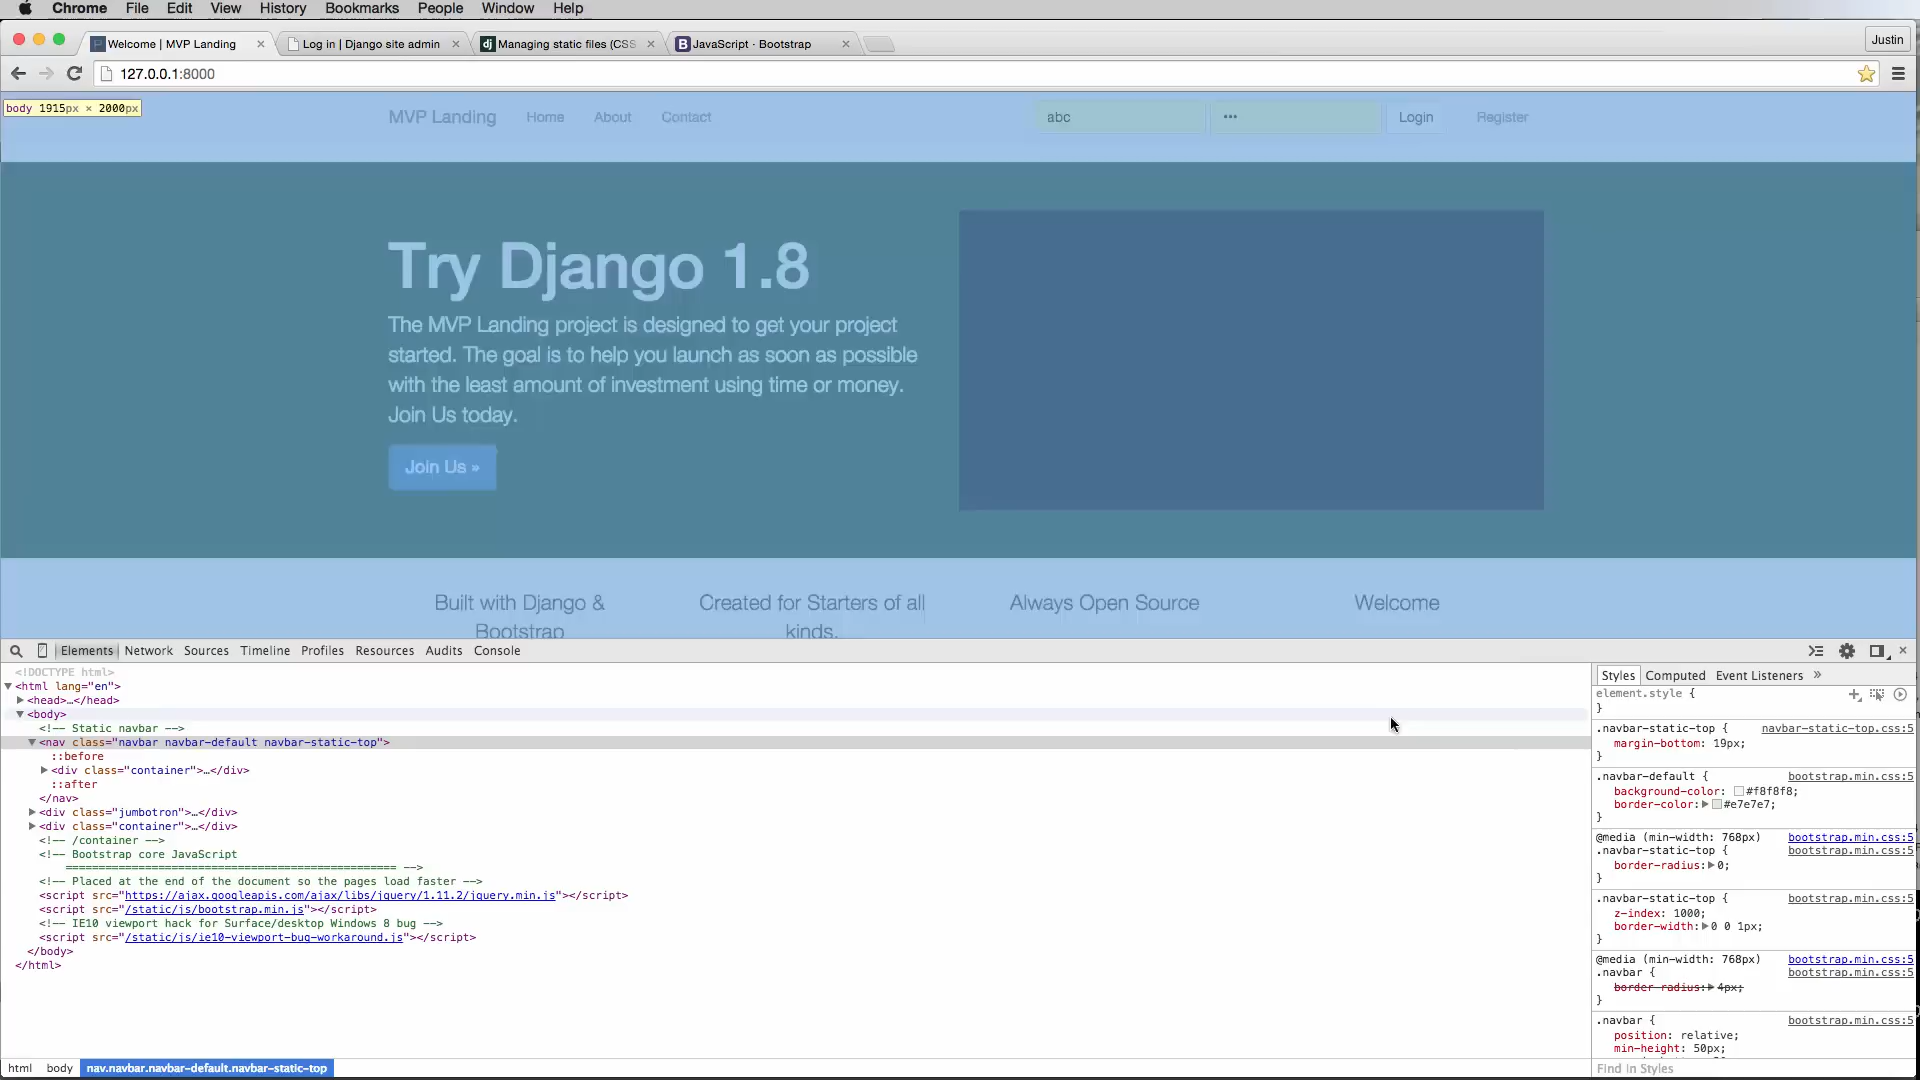 Chrome File Edit View History Bookmarks People Window Help
Welcome | MVP Landing × Log in | Django site admin × Managing static files (CSS × JavaScript · Bootstrap × Justin
127.0.0.1:8000
body 1915px × 2000px
MVP Landing Home About Contact abc ••• Login Register
Try Django 1.8
The MVP Landing project is designed to get your project
started. The goal is to help you launch as soon as possible
with the least amount of investment using time or money.
Join Us today.
Join Us »
Built with Django & Created for Starters of all Always Open Source Welcome
Bootstrap kinds.
Elements Network Sources Timeline Profiles Resources Audits Console
<!DOCTYPE html>
<html lang="en">
<head>…</head>
<body>
<!-- Static navbar -->
<nav class="navbar navbar-default navbar-static-top">
::before
<div class="container">…</div>
::after
</nav>
<div class="jumbotron">…</div>
<div class="container">…</div>
<!-- /container -->
<!-- Bootstrap core JavaScript
================================================== -->
<!-- Placed at the end of the document so the pages load faster -->
<script src="https://ajax.googleapis.com/ajax/libs/jquery/1.11.2/jquery.min.js"></script>
<script src="/static/js/bootstrap.min.js"></script>
<!-- IE10 viewport hack for Surface/desktop Windows 8 bug -->
<script src="/static/js/ie10-viewport-bug-workaround.js"></script>
</body>
</html>
html body nav.navbar.navbar-default.navbar-static-top
Styles Computed Event Listeners »
element.style {
}
.navbar-static-top { navbar-static-top.css:5
margin-bottom: 19px;
}
.navbar-default { bootstrap.min.css:5
background-color: #f8f8f8;
border-color: #e7e7e7;
}
@media (min-width: 768px) bootstrap.min.css:5
.navbar-static-top { bootstrap.min.css:5
border-radius: 0;
}
.navbar-static-top { bootstrap.min.css:5
z-index: 1000;
border-width: 0 0 1px;
}
@media (min-width: 768px) bootstrap.min.css:5
.navbar { bootstrap.min.css:5
border-radius: 4px;
}
.navbar { bootstrap.min.css:5
position: relative;
min-height: 50px;
Find in Styles